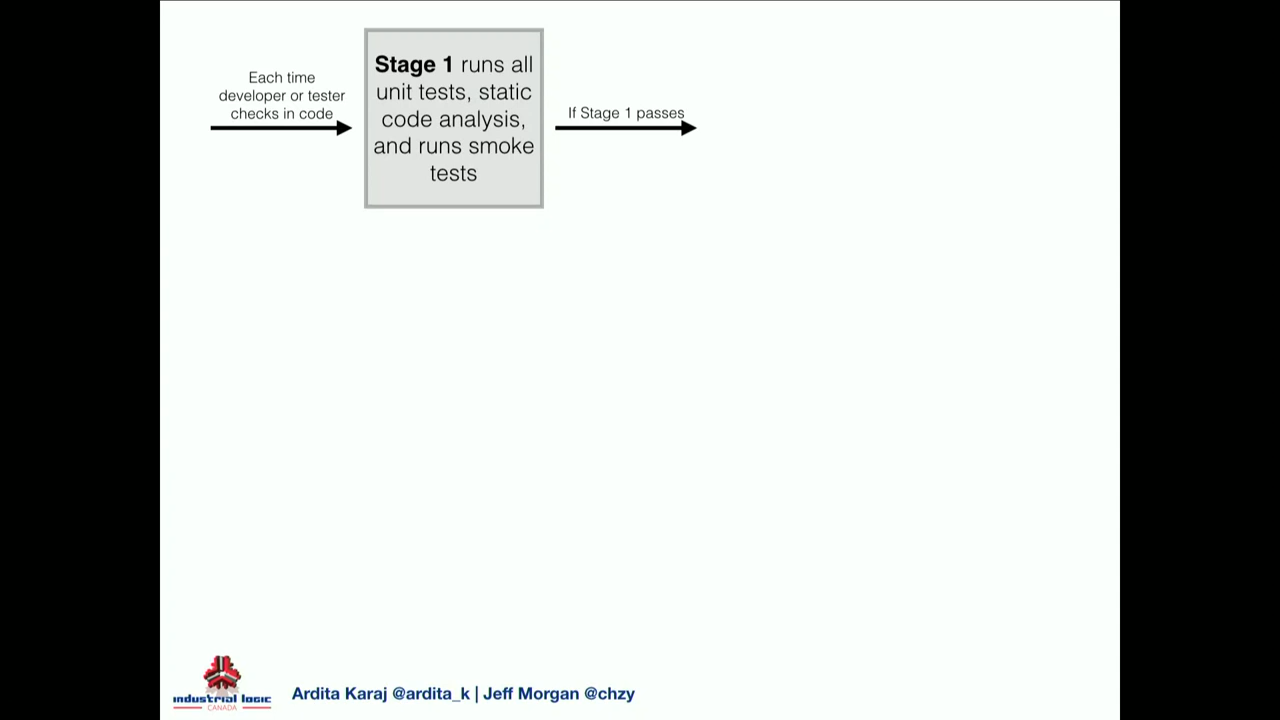 Each time
developer or tester
checks in code
Stage 1 runs all
unit tests, static
code analysis,
and runs smoke
tests
If Stage 1 passes
industrial logic
CANADA
Ardita Karaj @ardita_k | Jeff Morgan @chzy